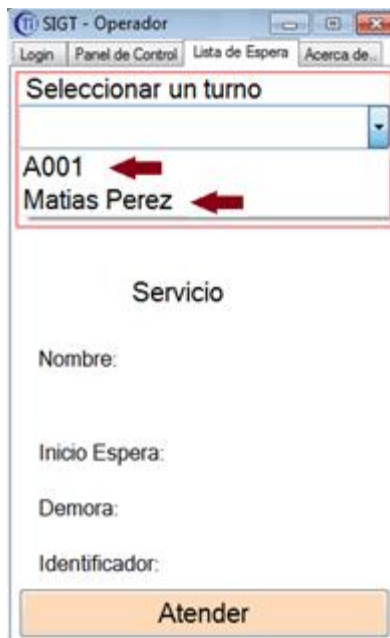 SIGT - Operador
Login Panel de Control Lista de Espera Acerca de..
Seleccionar un turno
A001
Matias Perez
Servicio
Nombre:
Inicio Espera:
Demora:
Identificador:
Atender